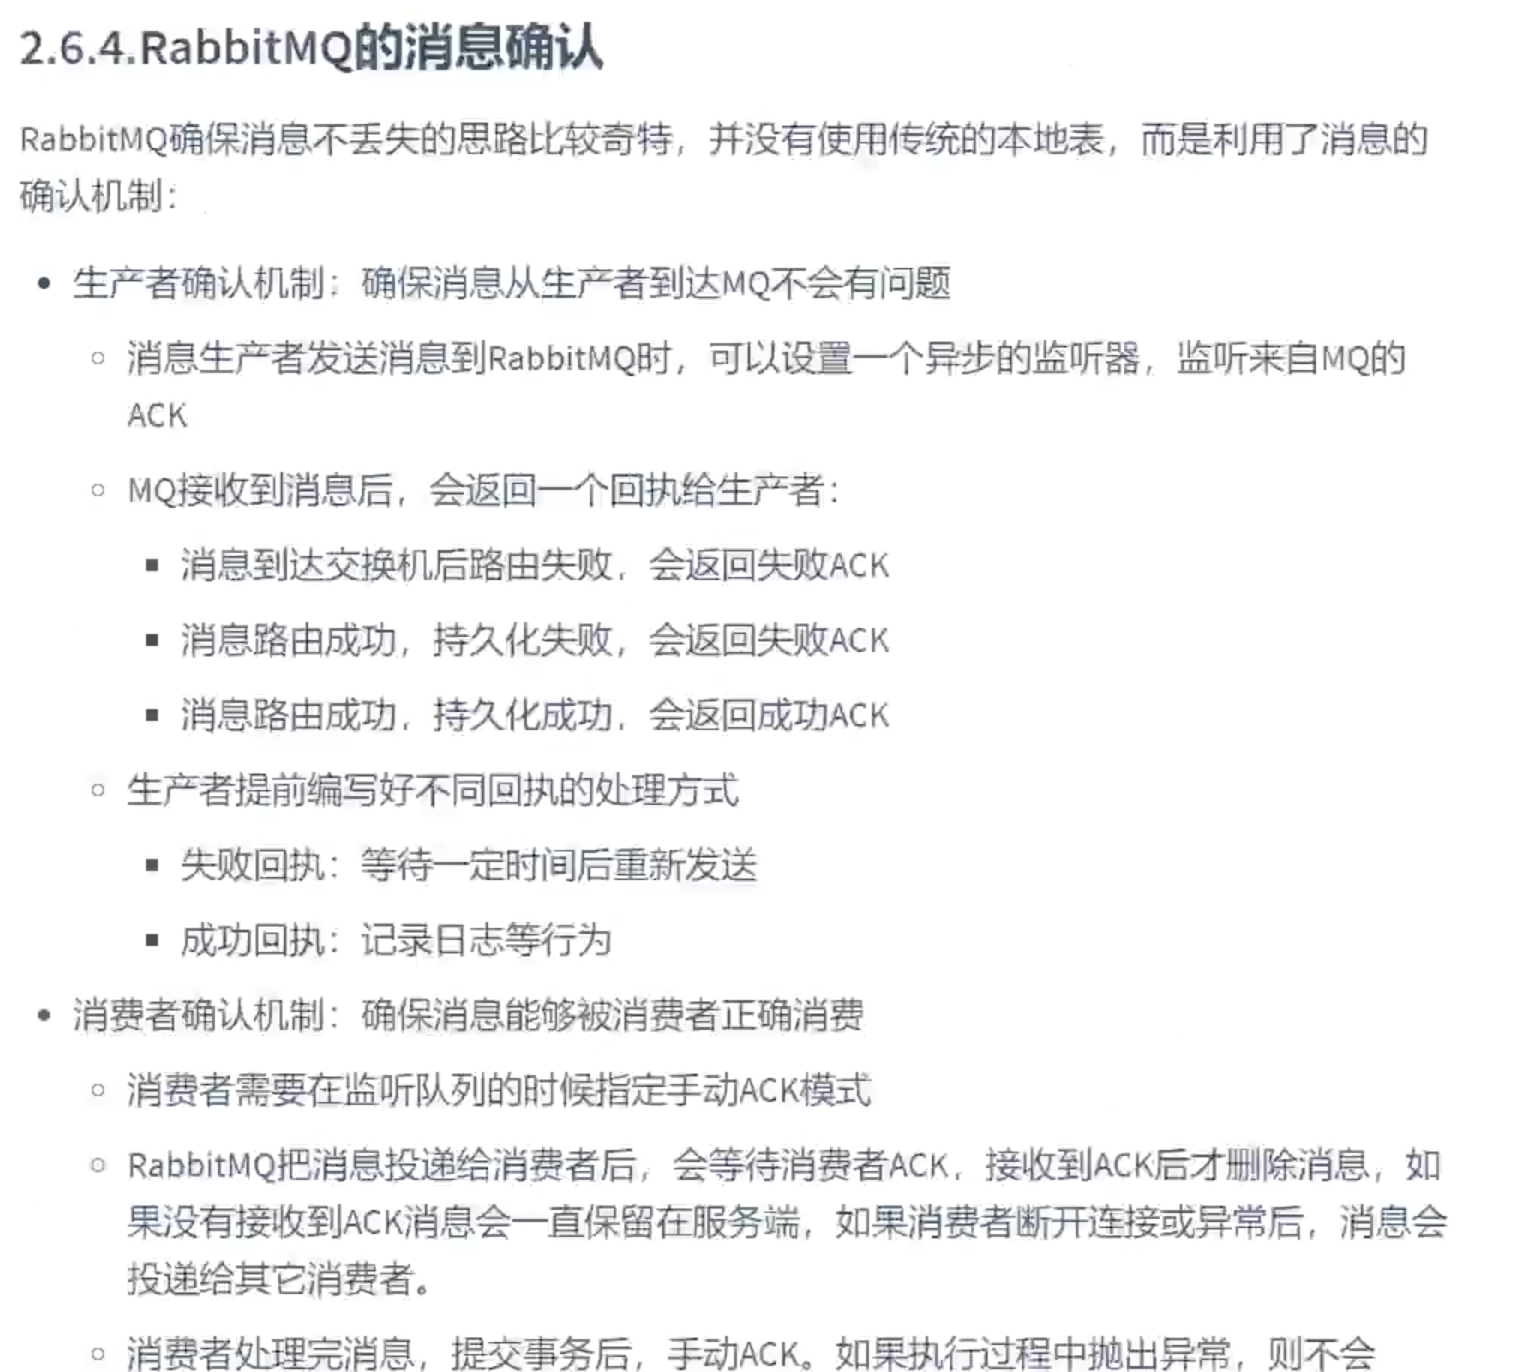 2.6.4.RabbitMQ的消息确认
RabbitMQ确保消息不丢失的思路比较奇特，并没有使用传统的本地表，而是利用了消息的
确认机制：
• 生产者确认机制：确保消息从生产者到达MQ不会有问题
○ 消息生产者发送消息到RabbitMQ时，可以设置一个异步的监听器，监听来自MQ的
ACK
○ MQ接收到消息后，会返回一个回执给生产者：
▪ 消息到达交换机后路由失败，会返回失败ACK
▪ 消息路由成功，持久化失败，会返回失败ACK
▪ 消息路由成功，持久化成功，会返回成功ACK
○ 生产者提前编写好不同回执的处理方式
▪ 失败回执：等待一定时间后重新发送
▪ 成功回执：记录日志等行为
• 消费者确认机制：确保消息能够被消费者正确消费
○ 消费者需要在监听队列的时候指定手动ACK模式
○ RabbitMQ把消息投递给消费者后，会等待消费者ACK，接收到ACK后才删除消息，如
果没有接收到ACK消息会一直保留在服务端，如果消费者断开连接或异常后，消息会
投递给其它消费者。
○ 消费者处理完消息，提交事务后，手动ACK。如果执行过程中抛出异常，则不会